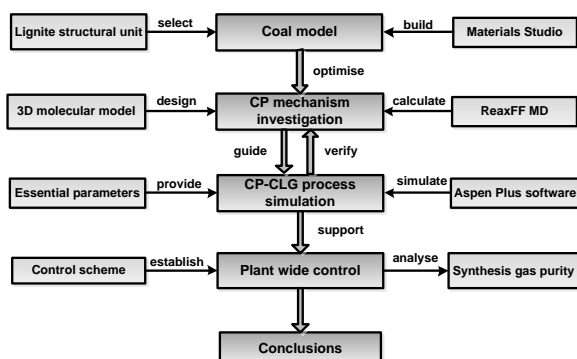 Lignite structural unit
select
Coal model
build
Materials Studio
optimise
3D molecular model
design
CP mechanism
investigation
calculate
ReaxFF MD
guide
verify
Essential parameters
provide
CP-CLG process
simulation
simulate
Aspen Plus software
support
Control scheme
establish
Plant wide control
analyse
Synthesis gas purity
Conclusions